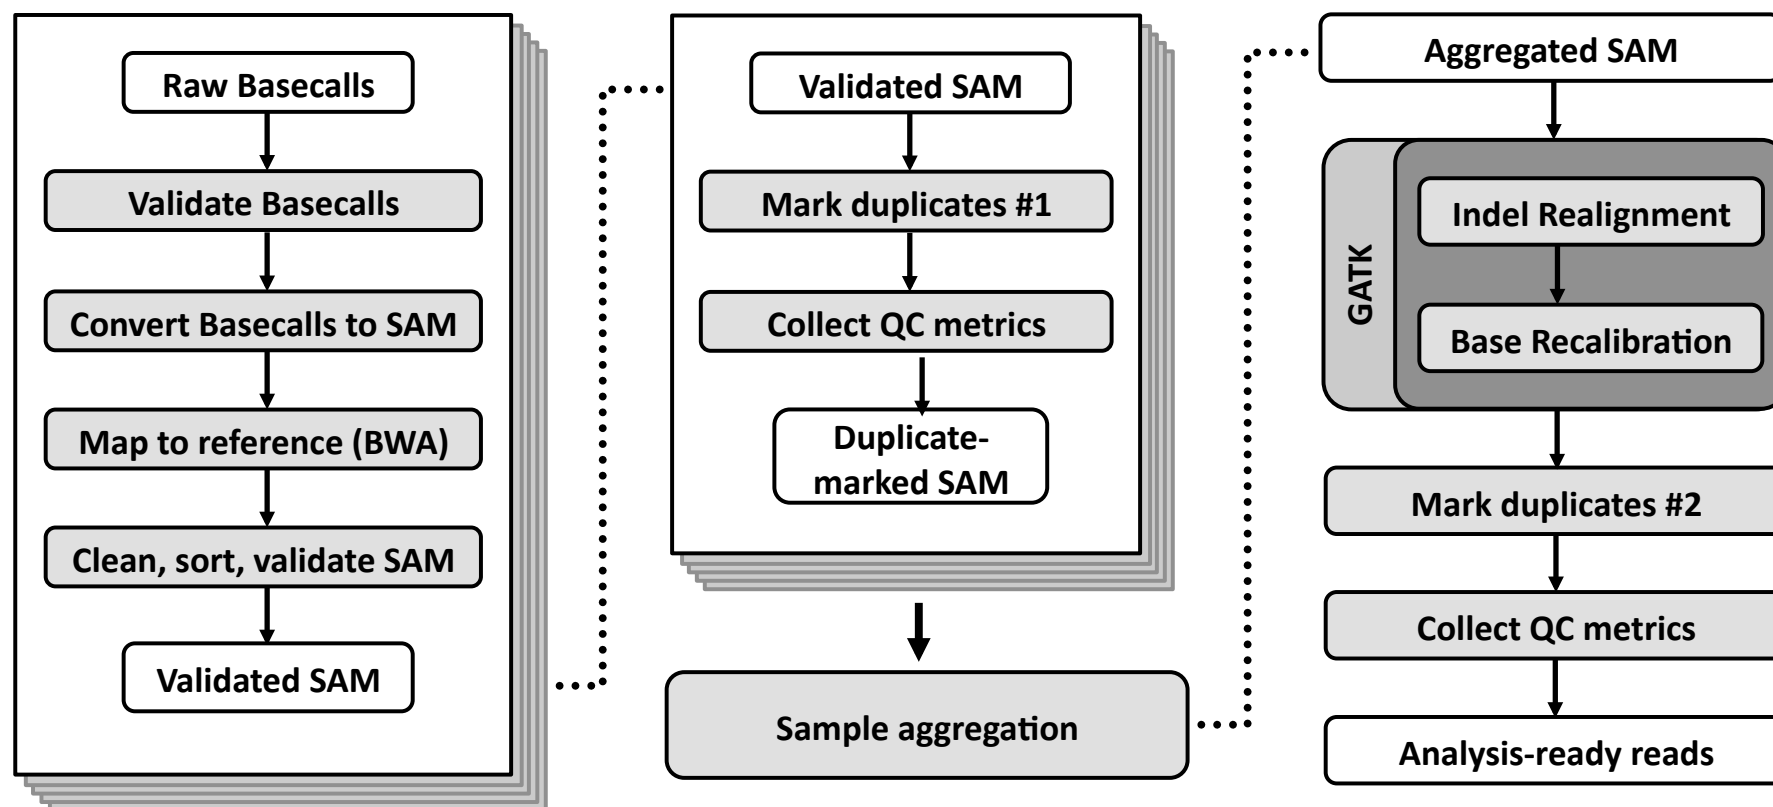 Raw Basecalls
Validate Basecalls
Convert Basecalls to SAM
Map to reference (BWA)
Clean, sort, validate SAM
Validated SAM
Validated SAM
Mark duplicates #1
Collect QC metrics
Duplicate-
marked SAM
Sample aggregation
Aggregated SAM
GATK
Indel Realignment
Base Recalibration
Mark duplicates #2
Collect QC metrics
Analysis-ready reads